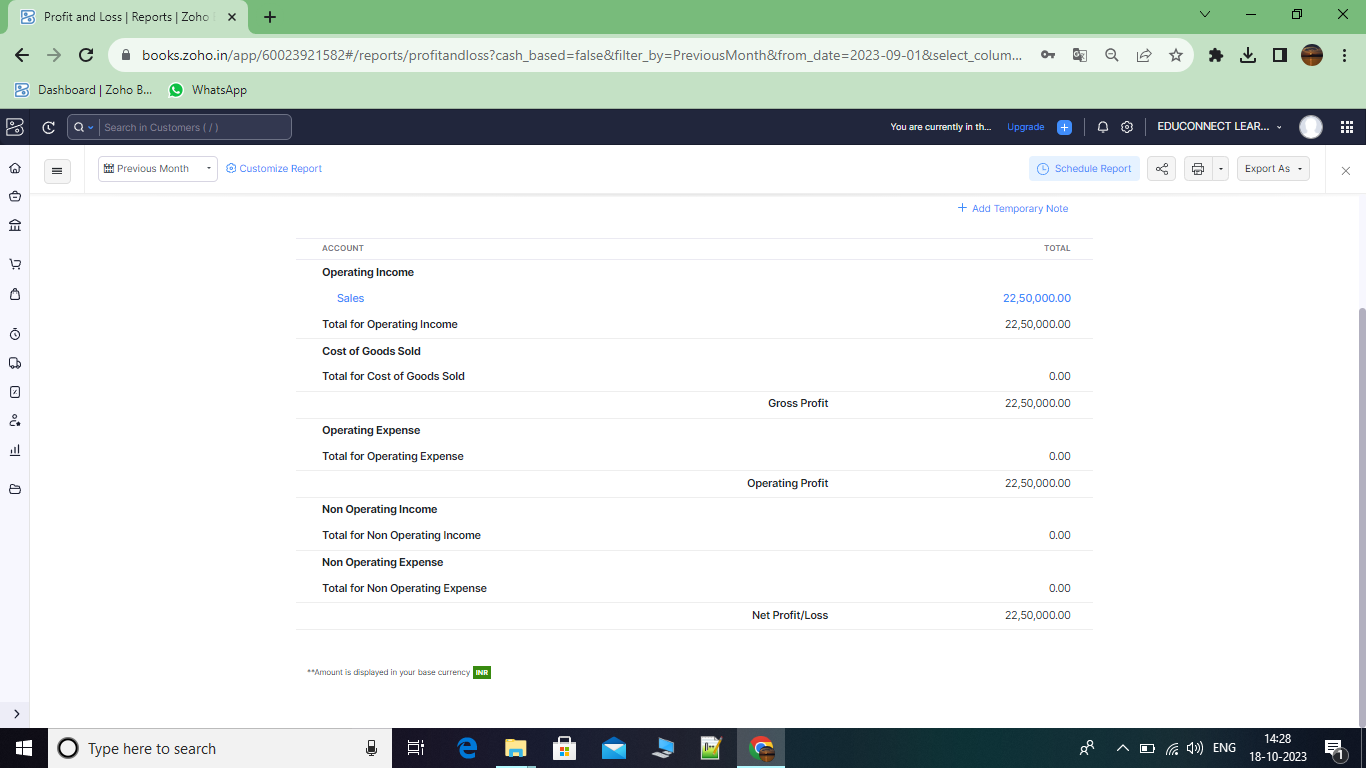 Profit and Loss | Reports | Zoho
books.zoho.in/app/60023921582#/reports/profitandloss?cash_based=false&filter_by=PreviousMonth&from_date=2023-09-01&select_colum...
Dashboard | Zoho B...
WhatsApp
Search in Customers ( / )
You are currently in th...
Upgrade
EDUCONNECT LEAR...
Previous Month
Customize Report
Schedule Report
Export As
Add Temporary Note
ACCOUNT TOTAL
Operating Income
Sales 22,50,000.00
Total for Operating Income 22,50,000.00
Cost of Goods Sold
Total for Cost of Goods Sold 0.00
Gross Profit 22,50,000.00
Operating Expense
Total for Operating Expense 0.00
Operating Profit 22,50,000.00
Non Operating Income
Total for Non Operating Income 0.00
Non Operating Expense
Total for Non Operating Expense 0.00
Net Profit/Loss 22,50,000.00
**Amount is displayed in your base currency INR
Type here to search
ENG
14:28
18-10-2023
1